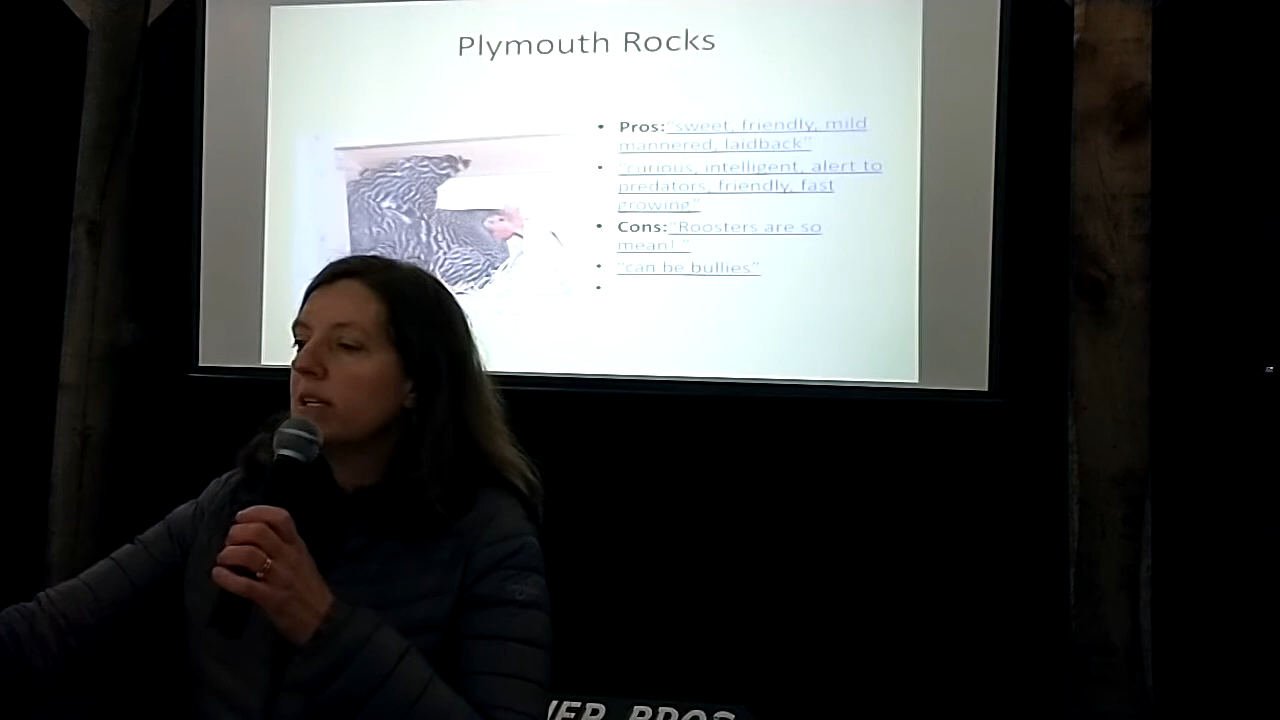 Plymouth Rocks
• Pros:“sweet, friendly, mild
mannered, laidback”
• “curious, intelligent, alert to
predators, friendly, fast
growing”
• Cons:“Roosters are so
mean! ”
• “can be bullies”
•
BROS